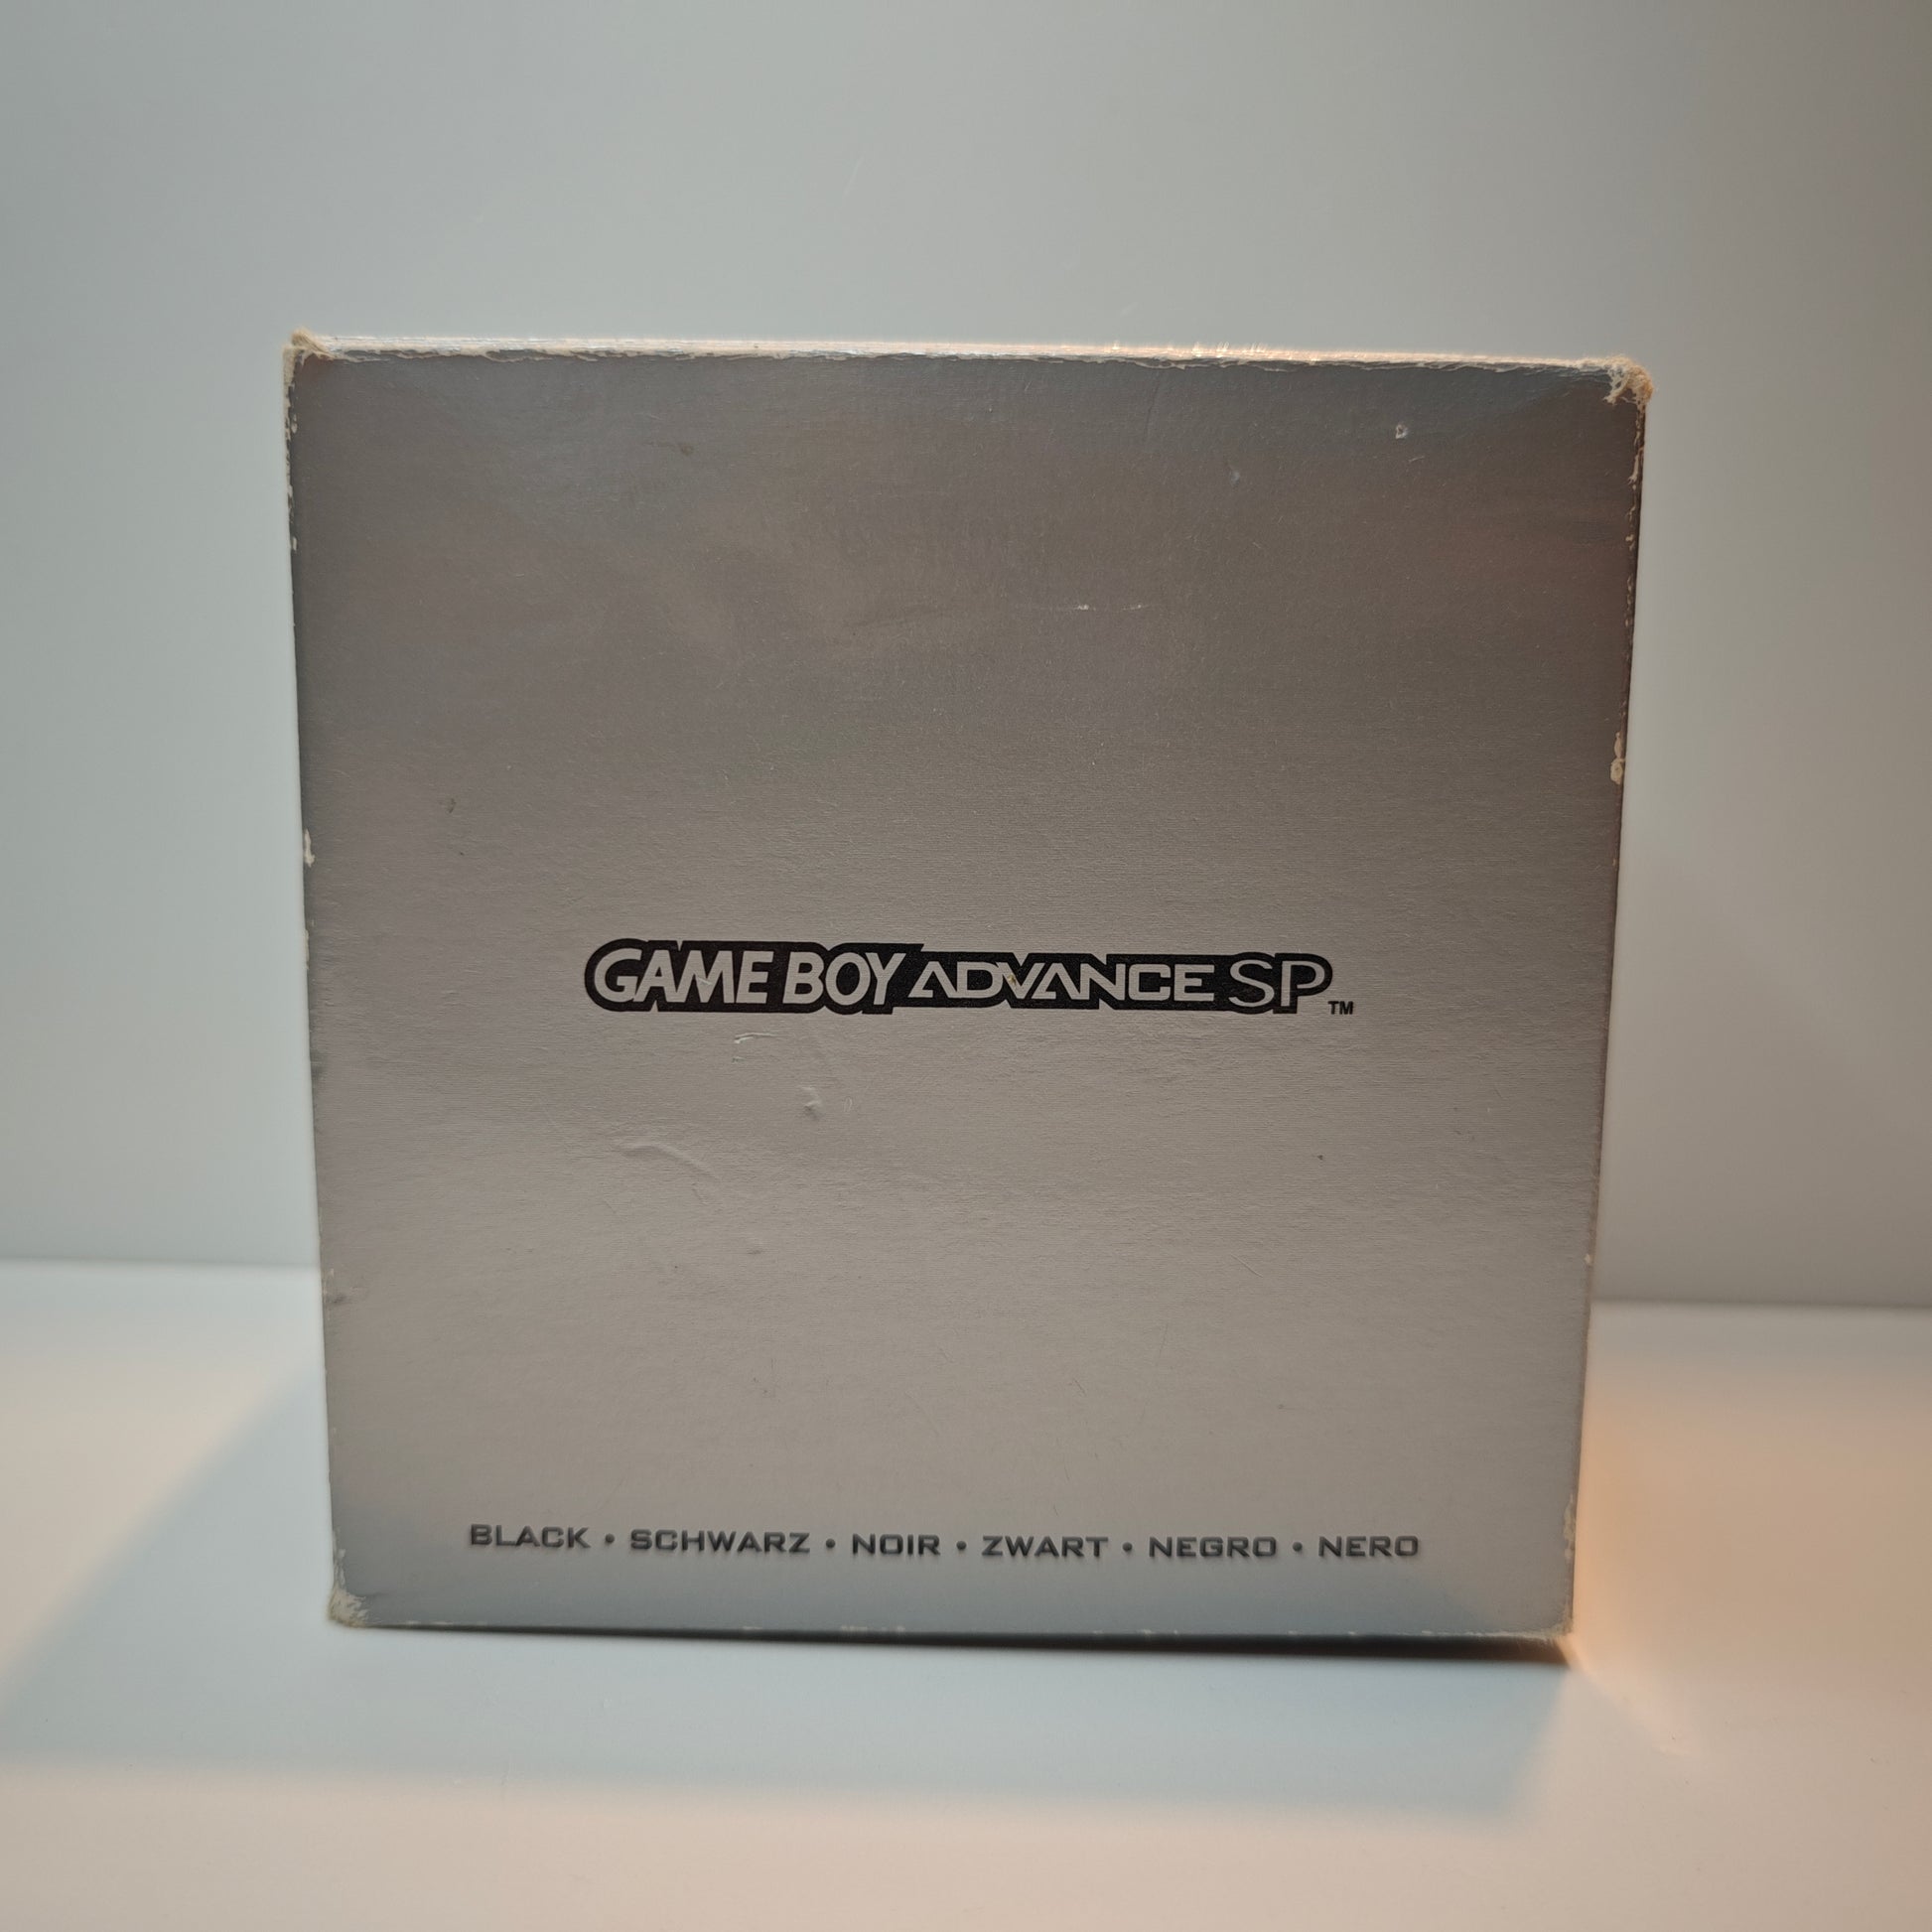 GAME BOY ADVANCE SP™
BLACK • SCHWARZ • NOIR • ZWART • NEGRO • NERO